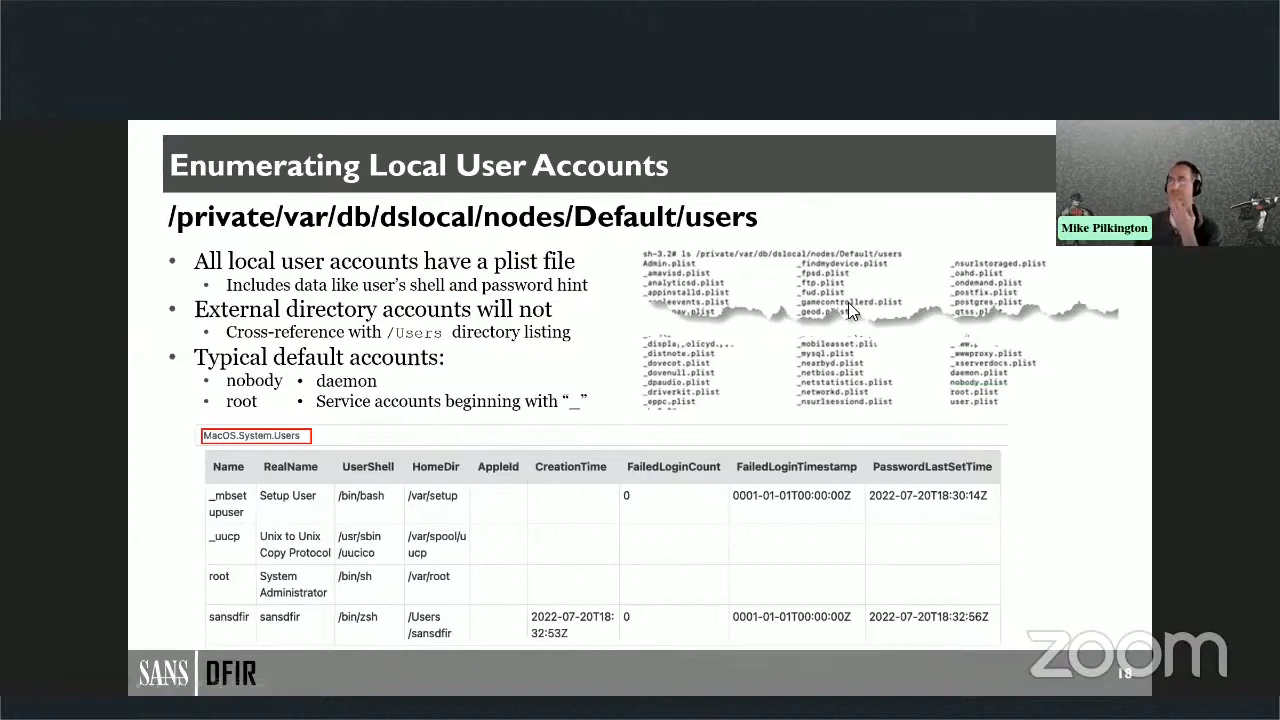 Enumerating Local User Accounts
/private/var/db/dslocal/nodes/Default/users
Mike Pilkington
• All local user accounts have a plist file
• Includes data like user's shell and password hint
• External directory accounts will not
• Cross-reference with /Users directory listing
• Typical default accounts:
• nobody • daemon
• root • Service accounts beginning with “_”
sh-3.2# ls /private/var/db/dslocal/nodes/Default/users
Admin.plist _findmydevice.plist _nsurlstoraged.plist
_amavisd.plist _fpsd.plist _oahd.plist
_analyticsd.plist _ftp.plist _ondemand.plist
_appinstalld.plist _fud.plist _postfix.plist
_gamecontrollerd.plist _postgres.plist
_distnote.plist _mysql.plist _wwwproxy.plist
_dovecot.plist _nearbyd.plist _xserverdocs.plist
_dovenull.plist _netbios.plist daemon.plist
_dpaudio.plist _netstatistics.plist nobody.plist
_driverkit.plist _networkd.plist root.plist
_eppc.plist _nsurlsessiond.plist user.plist
MacOS.System.Users
Name RealName UserShell HomeDir AppleId CreationTime FailedLoginCount FailedLoginTimestamp PasswordLastSetTime
_mbset Setup User /bin/bash /var/setup 0 0001-01-01T00:00:00Z 2022-07-20T18:30:14Z
upuser
_uucp Unix to Unix /usr/sbin /var/spool/u
Copy Protocol /uucico ucp
root System /bin/sh /var/root
Administrator
sansdfir sansdfir /bin/zsh /Users 2022-07-20T18: 0 0001-01-01T00:00:00Z 2022-07-20T18:32:56Z
/sansdfir 32:53Z
SANS DFIR
zoom
18